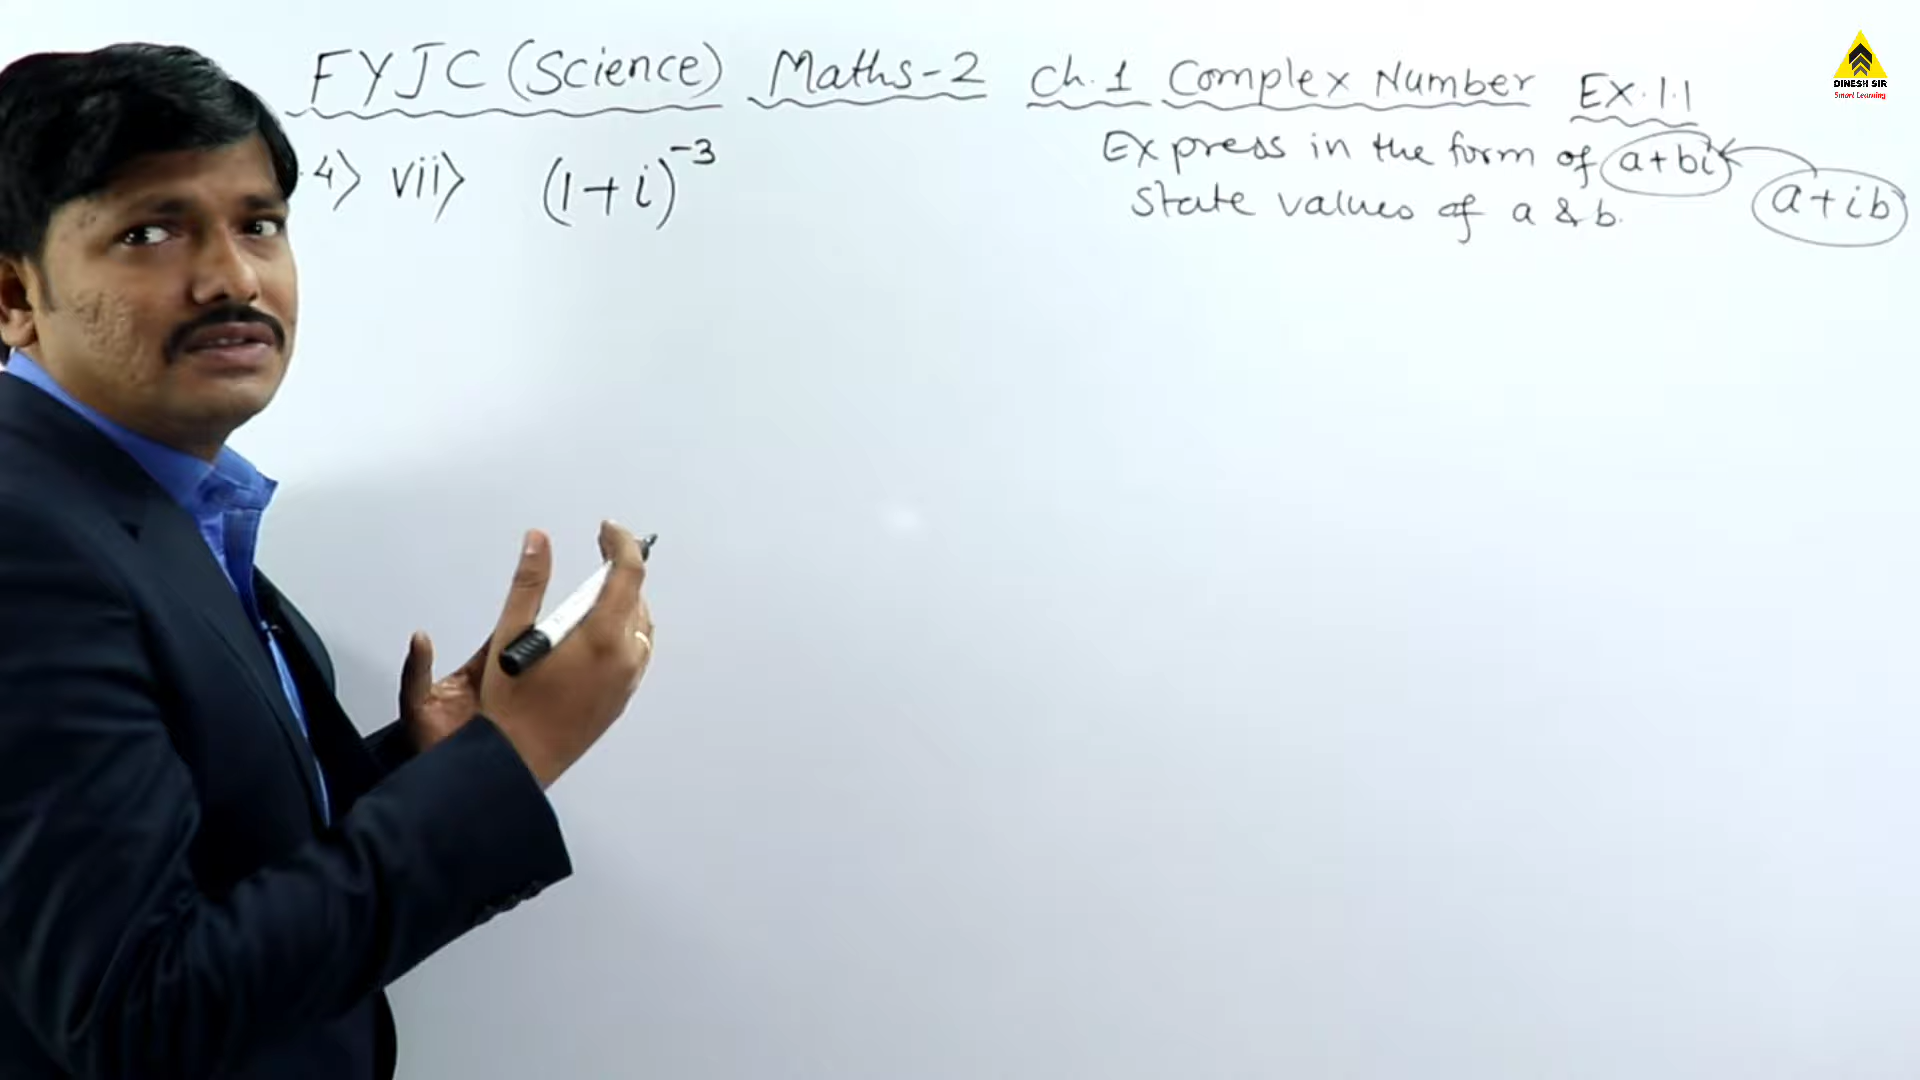 FYJC (Science) Maths-2 Ch.1 Complex Number EX.1.1
.4> vii> (1+i)^-3
Express in the form of a+bi
a+ib
State values of a & b.
DINESH SIR
Smart Learning